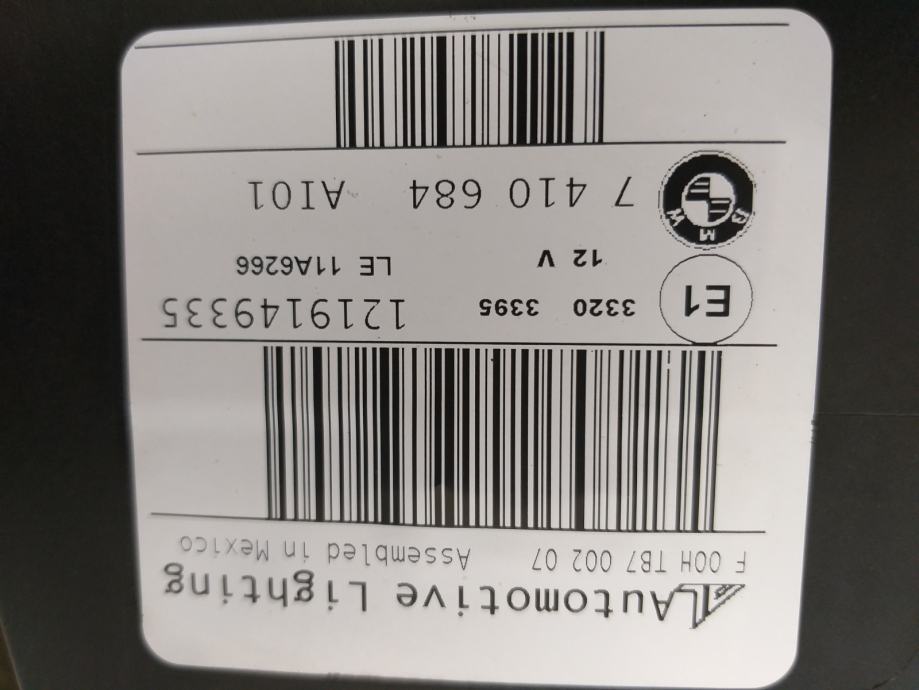 Automotive Lighting
F 00H TB7 002 07 Assembled in Mexico
E1 3320 3395 1219149335
12 V LE 11A6266
BMW
7 410 684 AI01